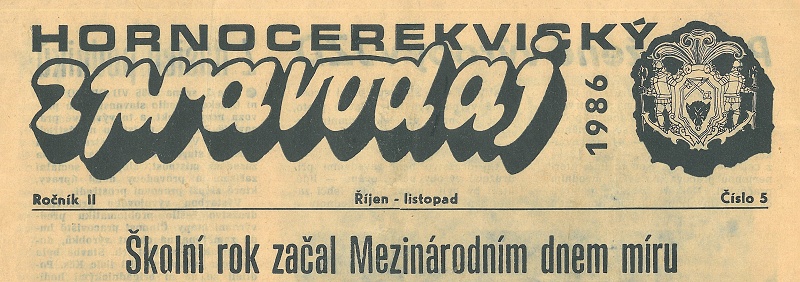 HORNOCEREKVICKÝ
zpravodaj
1986
Ročník II Říjen - listopad Číslo 5
Školní rok začal Mezinárodním dnem míru